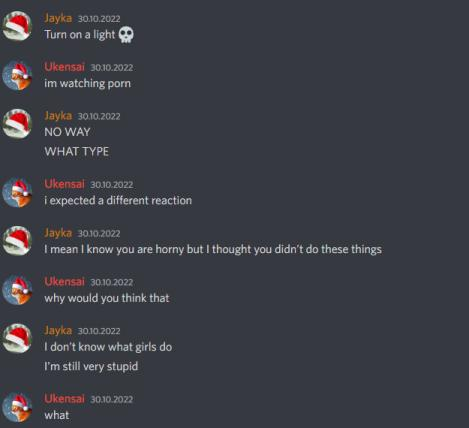 Jayka 30.10.2022
Turn on a light 💀
Ukensai 30.10.2022
im watching porn
Jayka 30.10.2022
NO WAY
WHAT TYPE
Ukensai 30.10.2022
i expected a different reaction
Jayka 30.10.2022
I mean I know you are horny but I thought you didn't do these things
Ukensai 30.10.2022
why would you think that
Jayka 30.10.2022
I don't know what girls do
I'm still very stupid
Ukensai 30.10.2022
what